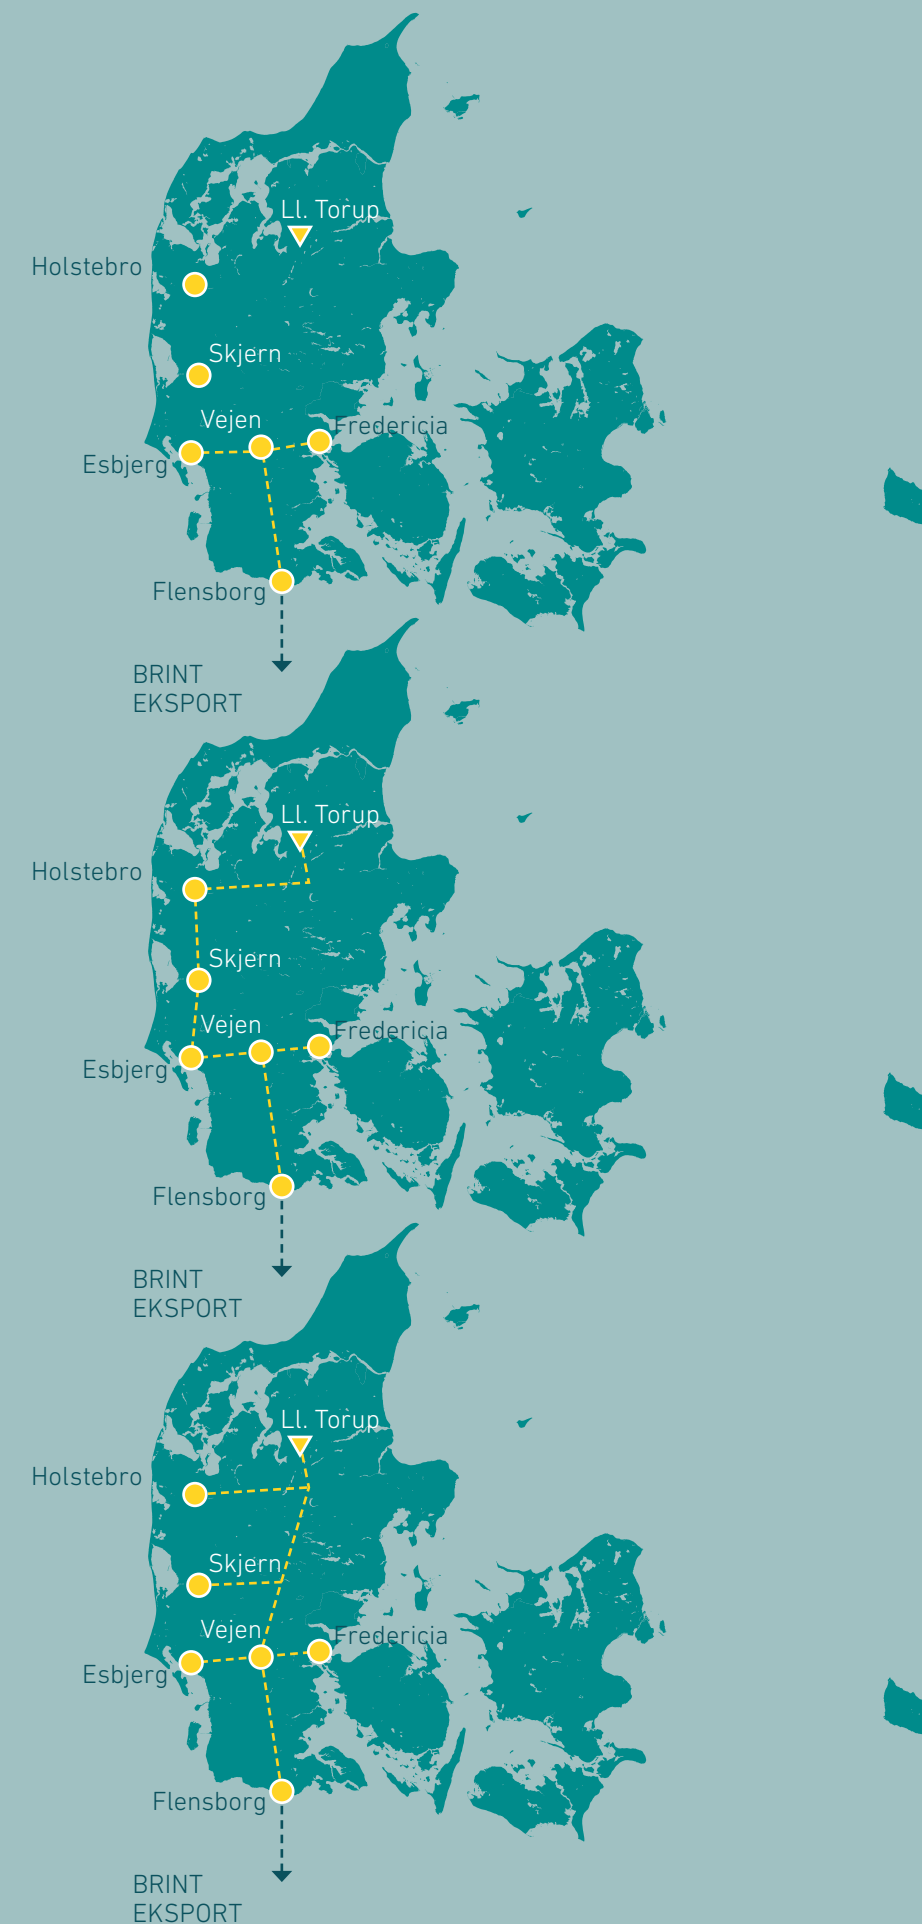 Ll. Torup
Holstebro
Skjern
Vejen
Fredericia
Esbjerg
Flensborg
BRINT
EKSPORT
Ll. Torup
Holstebro
Skjern
Vejen
Fredericia
Esbjerg
Flensborg
BRINT
EKSPORT
Ll. Torup
Holstebro
Skjern
Vejen
Fredericia
Esbjerg
Flensborg
BRINT
EKSPORT